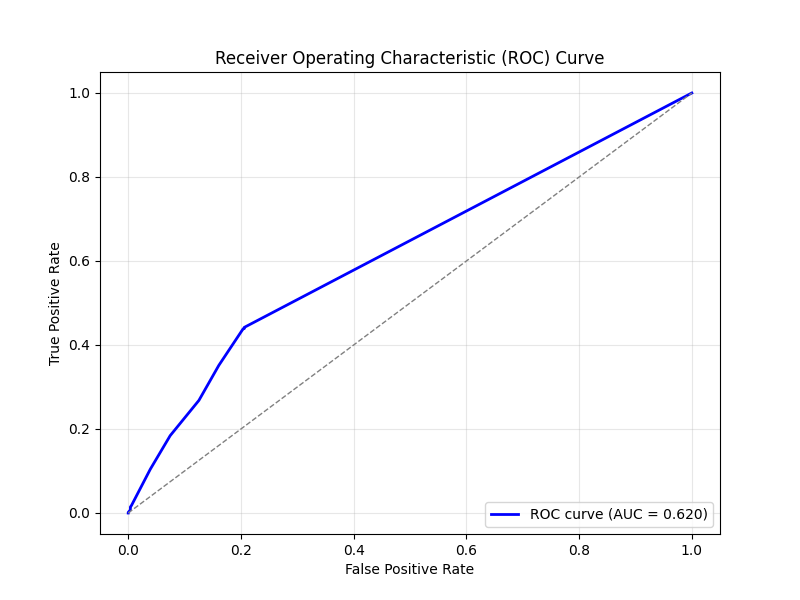 Receiver Operating Characteristic (ROC) Curve
1.0
0.8
0.6
0.4
0.2
0.0
True Positive Rate
ROC curve (AUC = 0.620)
0.0 0.2 0.4 0.6 0.8 1.0
False Positive Rate